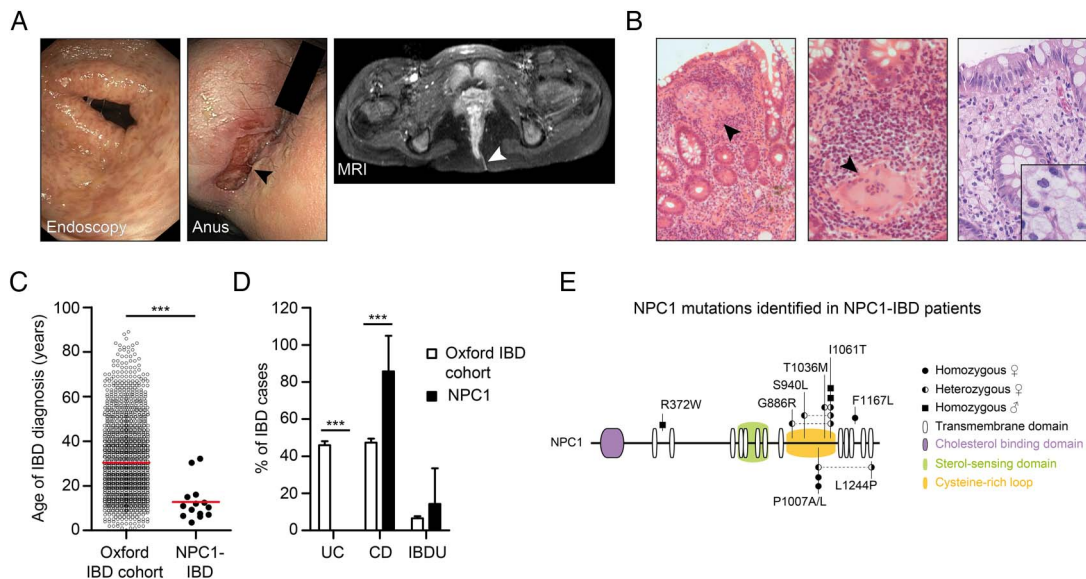 A
Endoscopy
Anus
MRI
B
C
Age of IBD diagnosis (years)
100
80
60
40
20
0
***
Oxford
IBD cohort
NPC1-
IBD
D
% of IBD cases
120
100
80
60
40
20
0
***
***
UC
CD
IBDU
Oxford IBD
cohort
NPC1
E
NPC1 mutations identified in NPC1-IBD patients
I1061T
T1036M
S940L
G886R
F1167L
R372W
NPC1
P1007A/L
L1244P
Homozygous ♀
Heterozygous ♀
Homozygous ♂
Transmembrane domain
Cholesterol binding domain
Sterol-sensing domain
Cysteine-rich loop